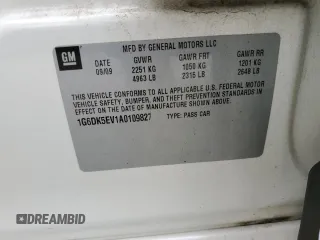 GM
MFD BY GENERAL MOTORS LLC
DATE GVWR GAWR FRT GAWR RR
09/09 2251 KG 1050 KG 1201 KG
4963 LB 2315 LB 2648 LB
THIS VEHICLE CONFORMS TO ALL APPLICABLE U.S. FEDERAL MOTOR
VEHICLE SAFETY, BUMPER, AND THEFT PREVENTION STANDARDS IN
EFFECT ON THE DATE OF MANUFACTURE SHOWN ABOVE.
1G6DK5EV1A0109827 TYPE: PASS CAR
DREAMBID